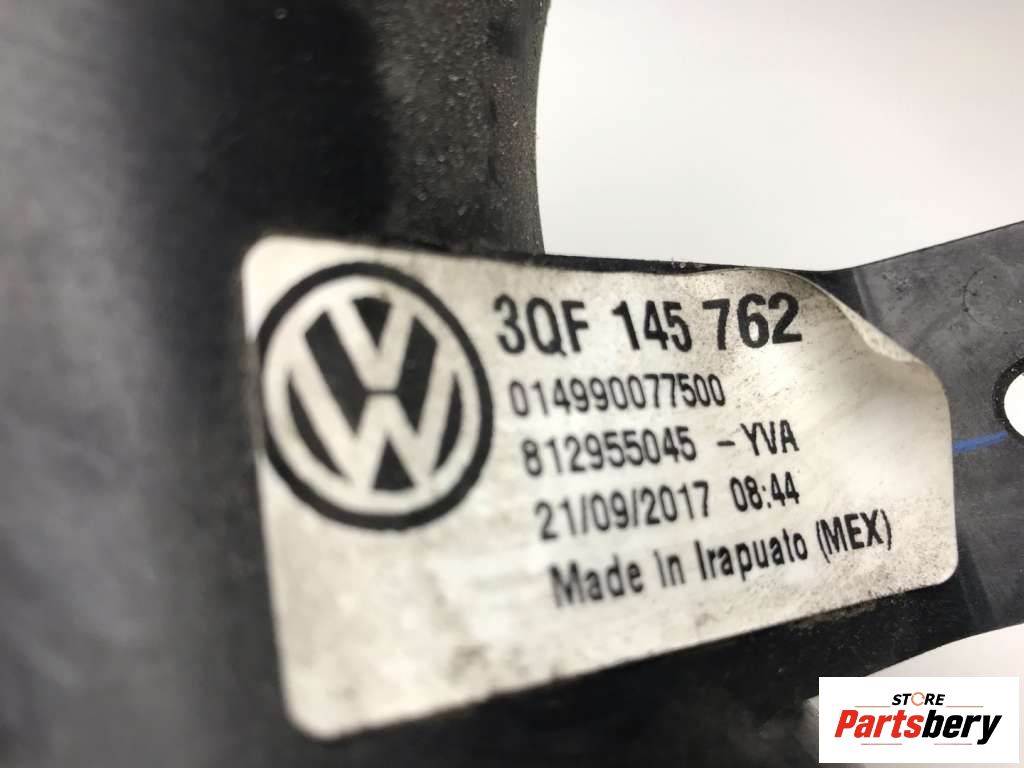 3QF 145 762
014990077500
812955045 -YVA
21/09/2017 08:44
Made in Irapuato (MEX)
STORE
Partsbery